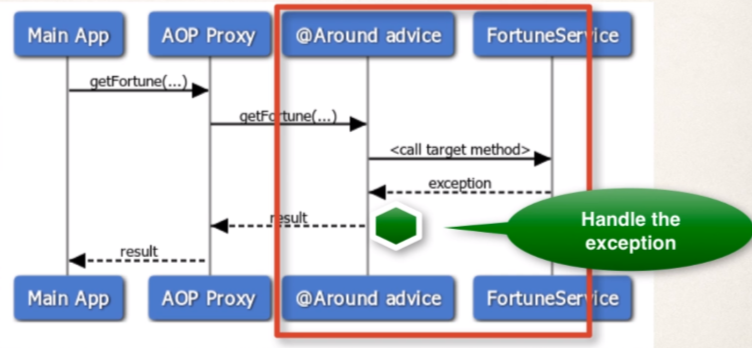 Main App
AOP Proxy
@Around advice
FortuneService
getFortune(...)
getFortune(...)
<call target method>
exception
result
result
Handle the
exception
Main App
AOP Proxy
@Around advice
FortuneService